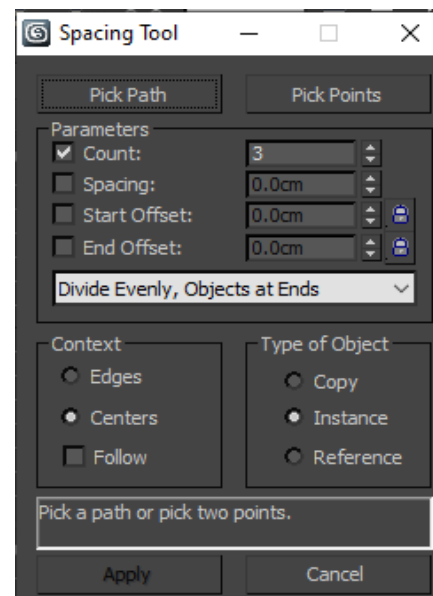 Spacing Tool
Pick Path Pick Points
Parameters
Count: 3
Spacing: 0.0cm
Start Offset: 0.0cm
End Offset: 0.0cm
Divide Evenly, Objects at Ends
Context Type of Object
Edges Copy
Centers Instance
Follow Reference
Pick a path or pick two points.
Apply Cancel